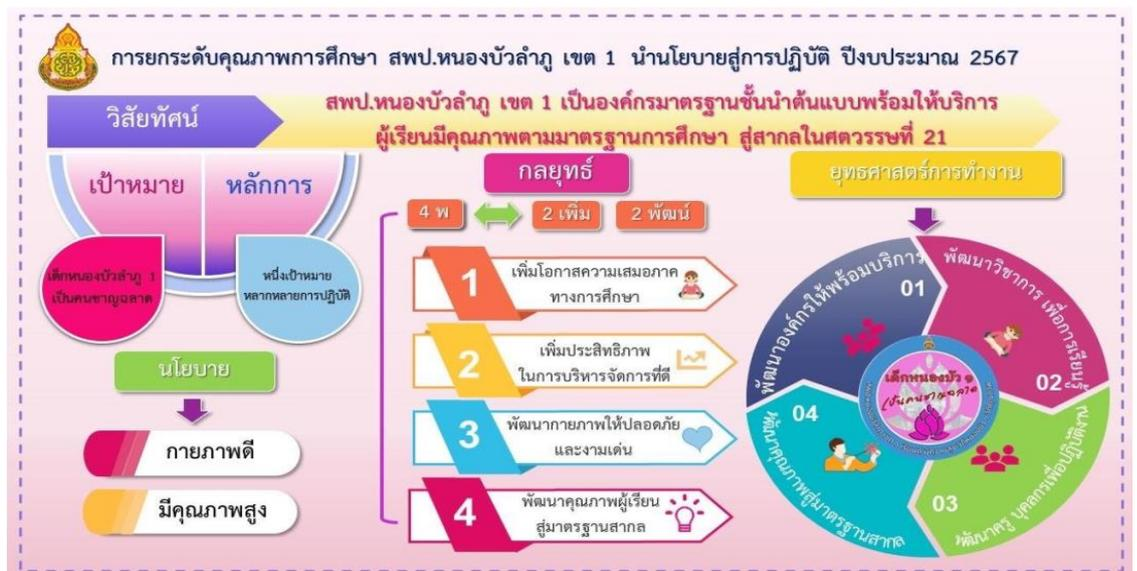 การยกระดับคุณภาพการศึกษา สพป.หนองบัวลำภู เขต 1 นำนโยบายสู่การปฏิบัติ ปีงบประมาณ 2567
วิสัยทัศน์
สพป.หนองบัวลำภู เขต 1 เป็นองค์กรมาตรฐานชั้นนำต้นแบบพร้อมให้บริการ
ผู้เรียนมีคุณภาพตามมาตรฐานการศึกษา สู่สากลในศตวรรษที่ 21
เป้าหมาย
หลักการ
เด็กหนองบัวลำภู 1
เป็นคนชาญฉลาด
หนึ่งเป้าหมาย
หลากหลายการปฏิบัติ
นโยบาย
กายภาพดี
มีคุณภาพสูง
กลยุทธ์
4 พ
2 เพิ่ม
2 พัฒน์
1
เพิ่มโอกาสความเสมอภาค
ทางการศึกษา
2
เพิ่มประสิทธิภาพ
ในการบริหารจัดการที่ดี
3
พัฒนากายภาพให้ปลอดภัย
และงามเด่น
4
พัฒนาคุณภาพผู้เรียน
สู่มาตรฐานสากล
ยุทธศาสตร์การทำงาน
พัฒนาองค์กรให้พร้อมบริการ
01
พัฒนาวิชาการ เพื่อการเรียนรู้
02
พัฒนาครู บุคลกรเพื่อปฏิบัติงาน
03
พัฒนาคุณภาพสู่มาตรฐานสากล
04
เด็กหนองบัว ๑
เป็นคนชาญฉลาด